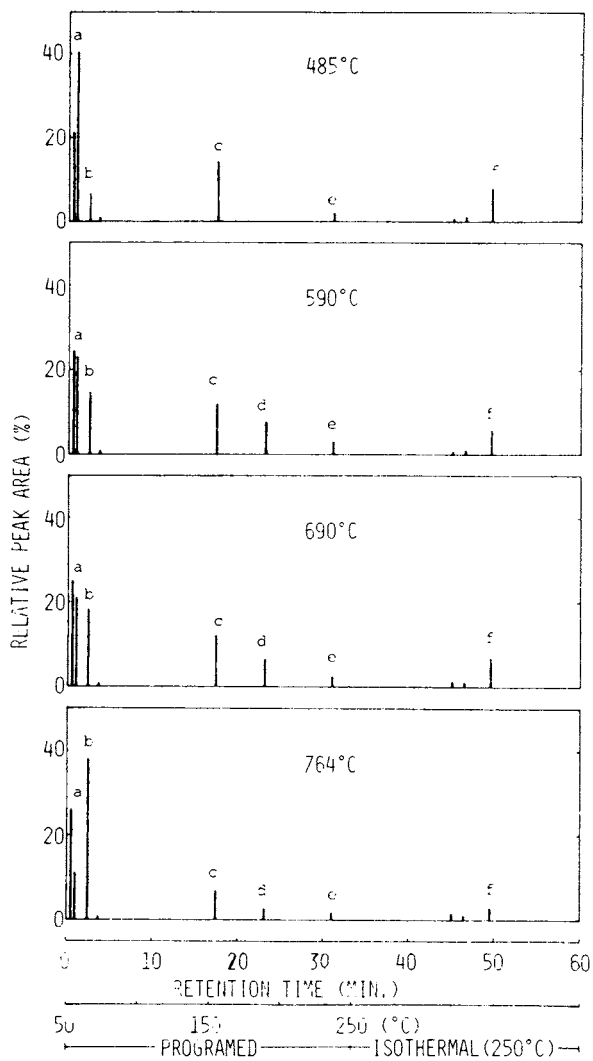 RELATIVE PEAK AREA (%)
485°C
40
20
0
a
b
c
e
f
590°C
40
20
0
a
b
c
d
e
f
690°C
40
20
0
a
b
c
d
e
f
764°C
40
20
0
a
b
c
d
e
f
0 10 20 30 40 50 60
RETENTION TIME (MIN.)
50 150 250 (°C)
PROGRAMED ISOTHERMAL(250°C)